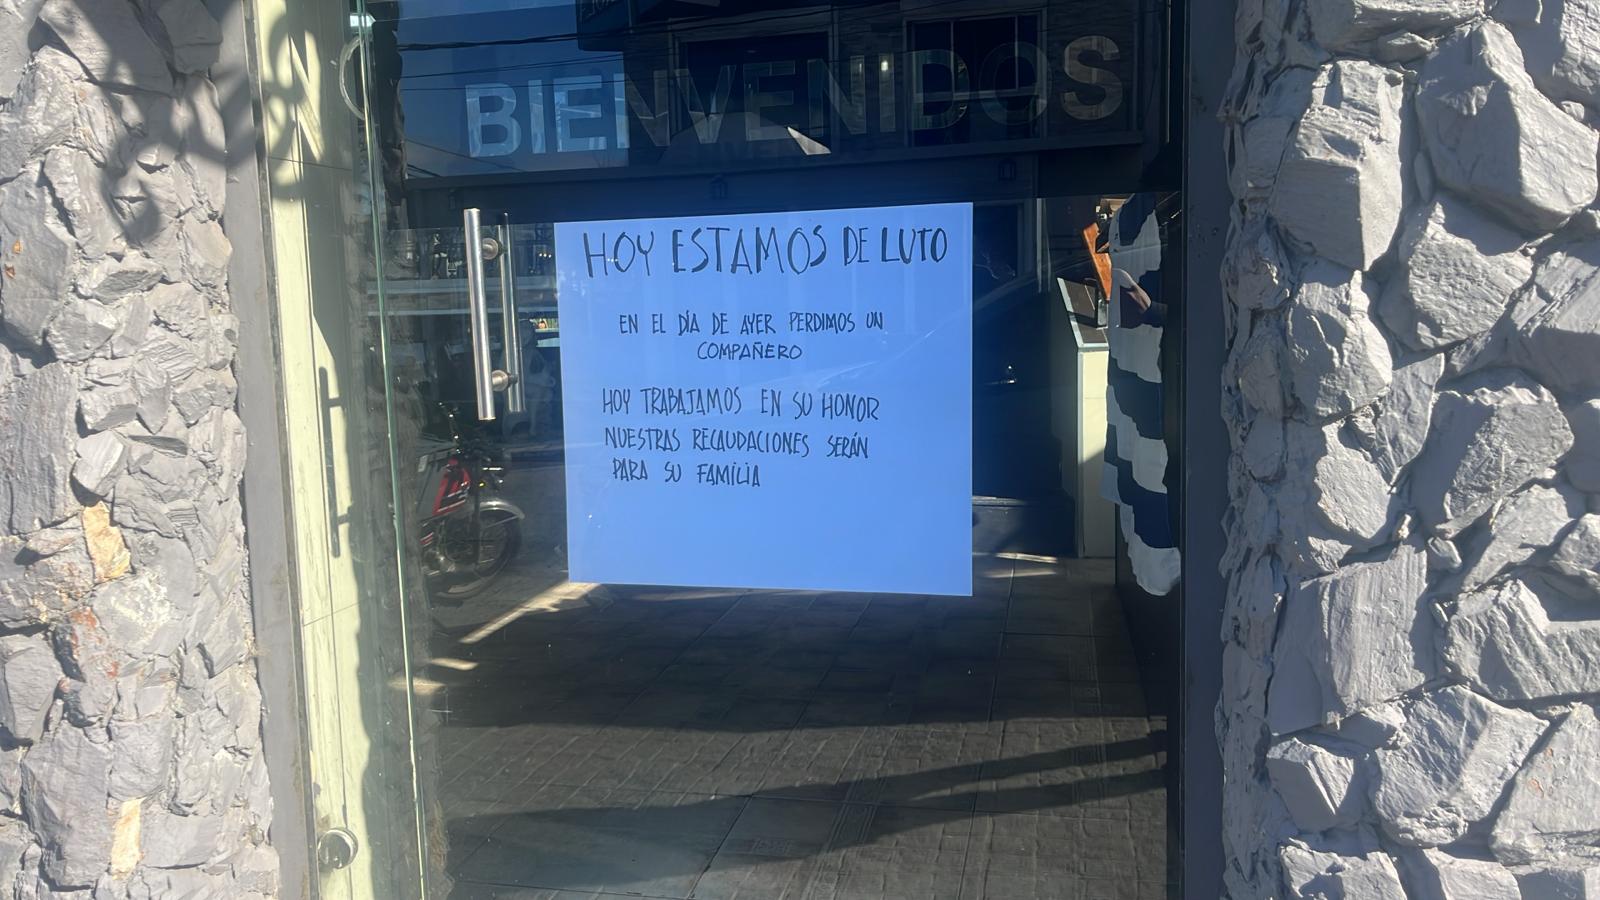 BIENVENIDOS
HOY ESTAMOS DE LUTO
EN EL DÍA DE AYER PERDIMOS UN
COMPAÑERO
HOY TRABAJAMOS EN SU HONOR
NUESTRAS RECAUDACIONES SERÁN
PARA SU FAMILIA